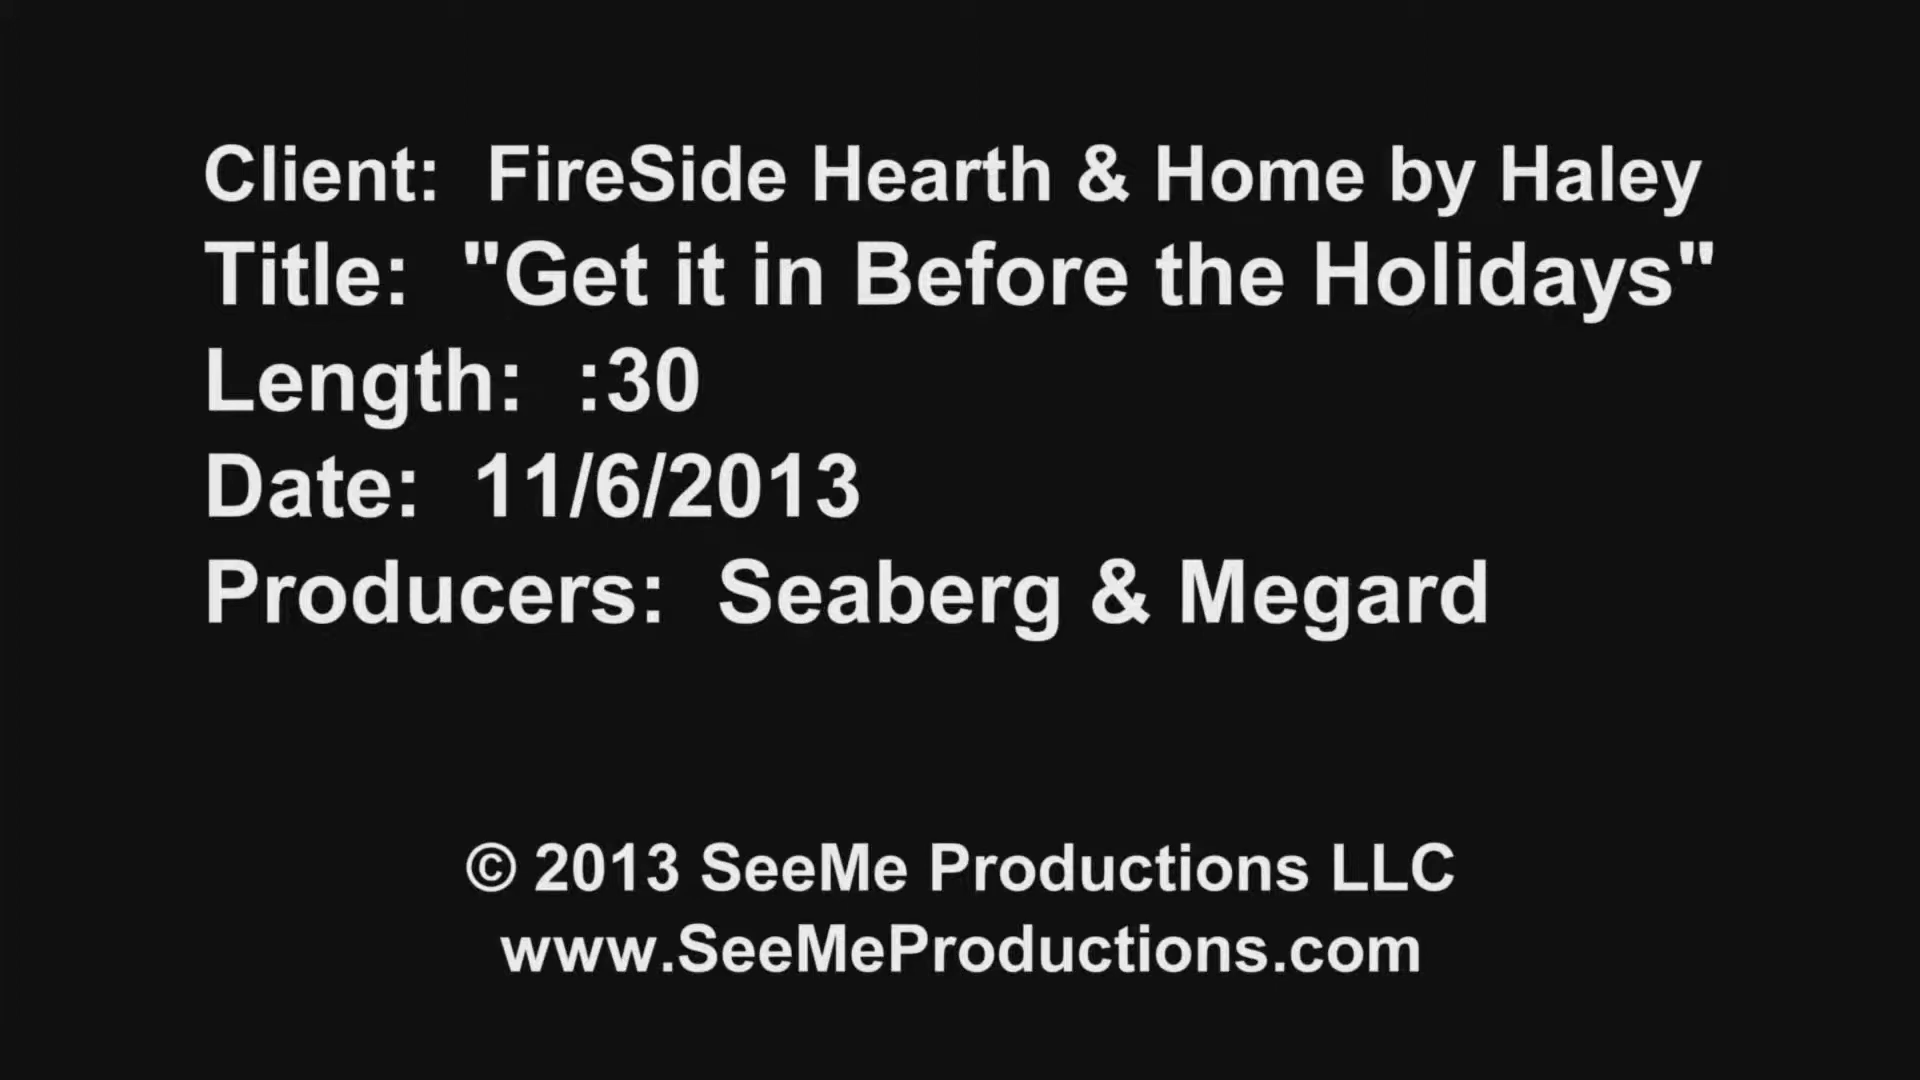 Client:  FireSide Hearth & Home by Haley
Title:  "Get it in Before the Holidays"
Length:  :30
Date:  11/6/2013
Producers:  Seaberg & Megard
© 2013 SeeMe Productions LLC
www.SeeMeProductions.com